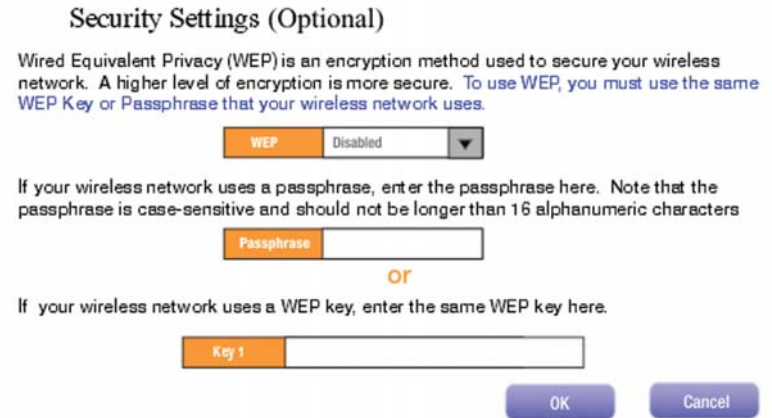 Security Settings (Optional)
Wired Equivalent Privacy (WEP) is an encryption method used to secure your wireless
network. A higher level of encryption is more secure. To use WEP, you must use the same
WEP Key or Passphrase that your wireless network uses.
WEP Disabled
If your wireless network uses a passphrase, enter the passphrase here. Note that the
passphrase is case-sensitive and should not be longer than 16 alphanumeric characters
Passphrase
or
If your wireless network uses a WEP key, enter the same WEP key here.
Key 1
OK Cancel